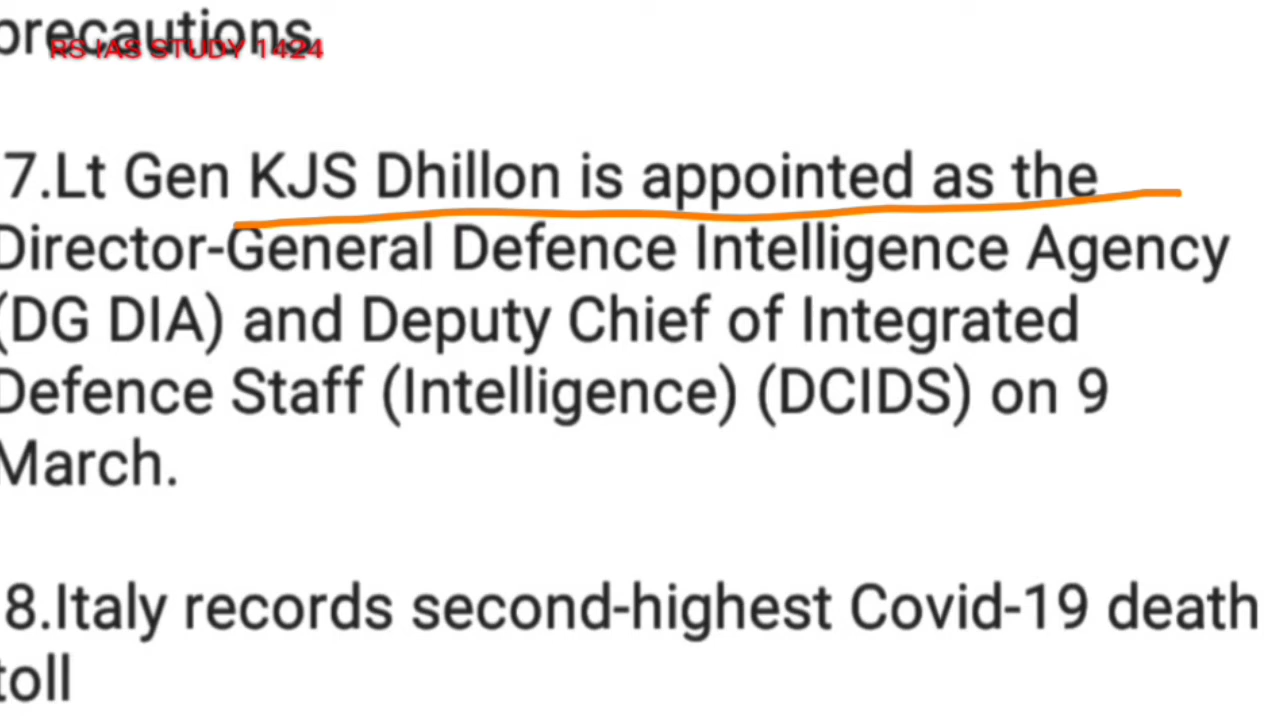 precautions.
RS IAS STUDY 1424
7.Lt Gen KJS Dhillon is appointed as the
Director-General Defence Intelligence Agency
(DG DIA) and Deputy Chief of Integrated
Defence Staff (Intelligence) (DCIDS) on 9
March.
8.Italy records second-highest Covid-19 death
toll